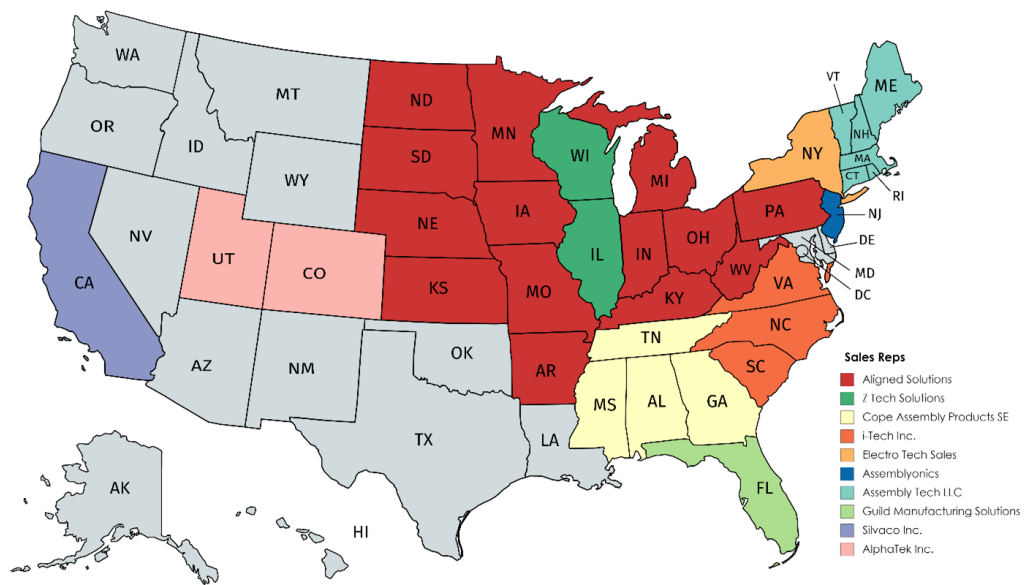 WA
MT
ND
MN
ME
VT
NH
OR
ID
SD
WI
MI
NY
MA
CT
RI
WY
NE
IA
PA
NJ
NV
UT
CO
IL
IN
OH
DE
MD
DC
CA
KS
MO
WV
VA
KY
NC
TN
AZ
NM
OK
AR
SC
MS
AL
GA
TX
LA
FL
AK
HI
Sales Reps
Aligned Solutions
Z Tech Solutions
Cope Assembly Products SE
i-Tech Inc.
Electro Tech Sales
Assemblyonics
Assembly Tech LLC
Guild Manufacturing Solutions
Silvaco Inc.
AlphaTek Inc.